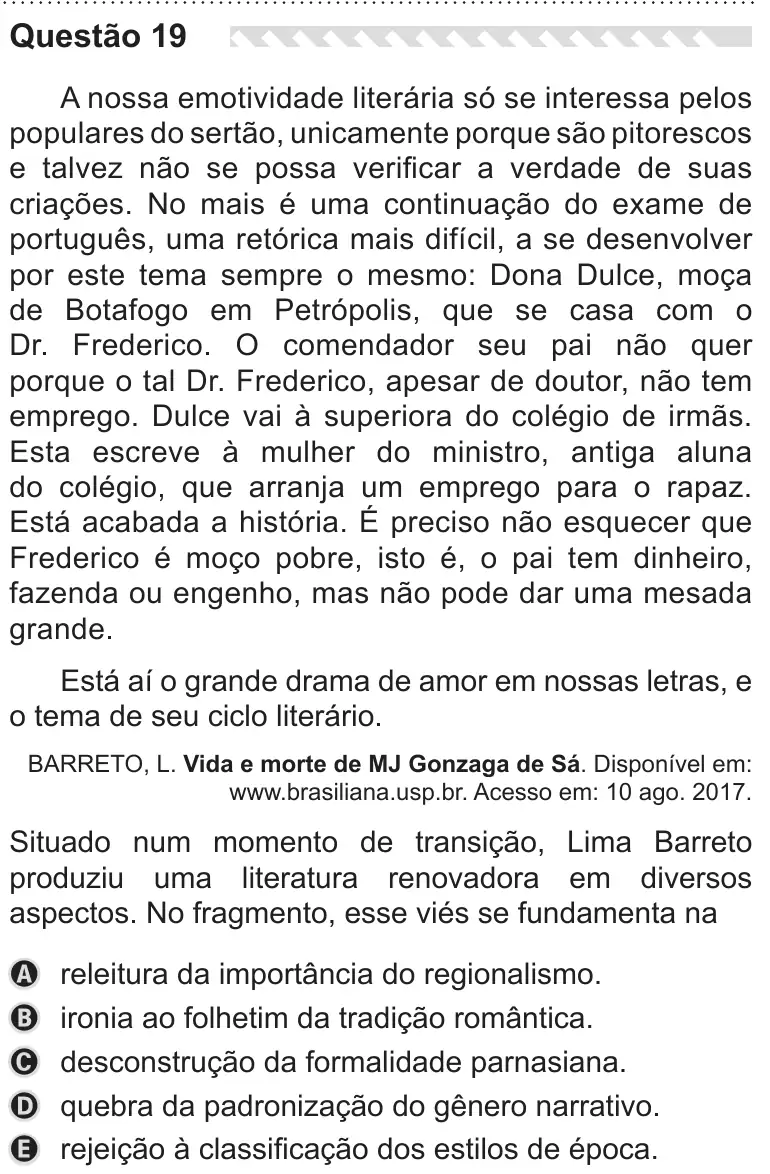 Questão 19
A nossa emotividade literária só se interessa pelos
populares do sertão, unicamente porque são pitorescos
e talvez não se possa verificar a verdade de suas
criações. No mais é uma continuação do exame de
português, uma retórica mais difícil, a se desenvolver
por este tema sempre o mesmo: Dona Dulce, moça
de Botafogo em Petrópolis, que se casa com o
Dr. Frederico. O comendador seu pai não quer
porque o tal Dr. Frederico, apesar de doutor, não tem
emprego. Dulce vai à superiora do colégio de irmãs.
Esta escreve à mulher do ministro, antiga aluna
do colégio, que arranja um emprego para o rapaz.
Está acabada a história. É preciso não esquecer que
Frederico é moço pobre, isto é, o pai tem dinheiro,
fazenda ou engenho, mas não pode dar uma mesada
grande.
Está aí o grande drama de amor em nossas letras, e
o tema de seu ciclo literário.
BARRETO, L. Vida e morte de MJ Gonzaga de Sá. Disponível em:
www.brasiliana.usp.br. Acesso em: 10 ago. 2017.
Situado num momento de transição, Lima Barreto
produziu uma literatura renovadora em diversos
aspectos. No fragmento, esse viés se fundamenta na
A releitura da importância do regionalismo.
B ironia ao folhetim da tradição romântica.
C desconstrução da formalidade parnasiana.
D quebra da padronização do gênero narrativo.
E rejeição à classificação dos estilos de época.